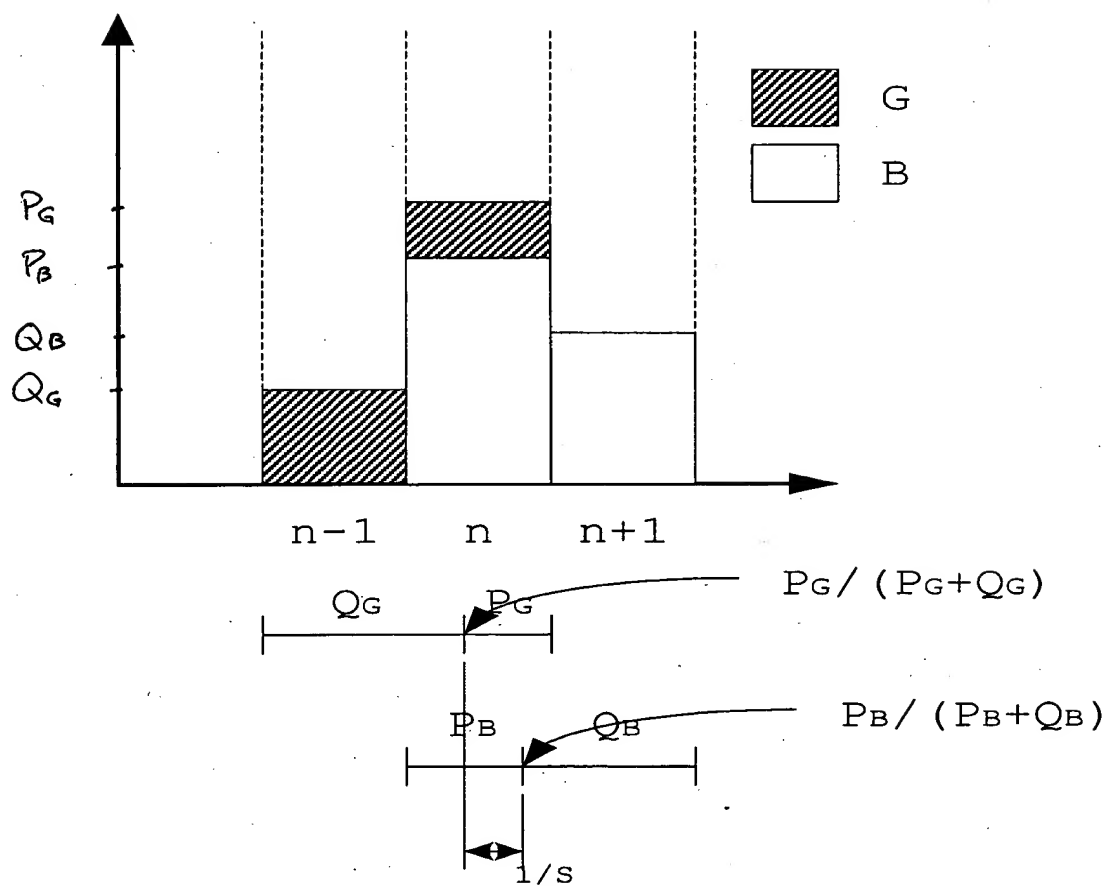 G
B
PG
PB
QB
QG
n-1 n n+1
QG PG PG/(PG+QG)
PB QB PB/(PB+QB)
1/S